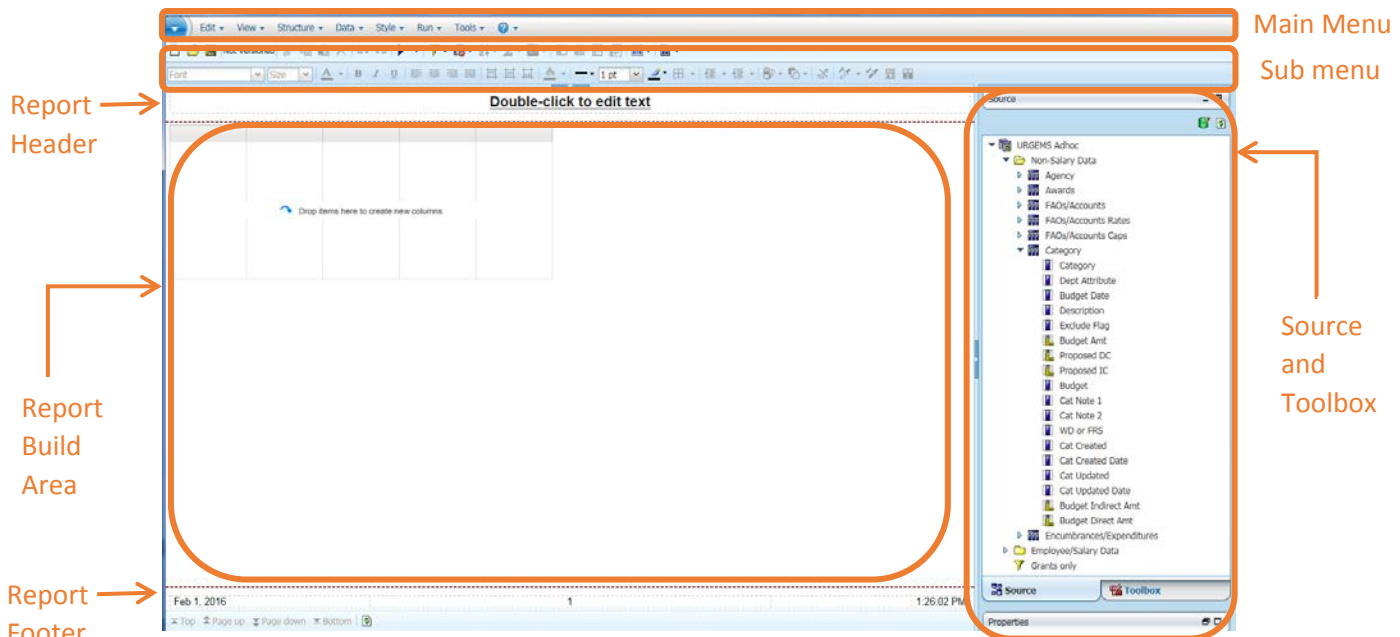 Edit View Structure Data Style Run Tools
Main Menu
Not versioned
Font Size A B I U 1 pt
Sub menu
Report
Header
Double-click to edit text
Source
URGEMS Adhoc
Non-Salary Data
Agency
Awards
FAOs/Accounts
FAOs/Accounts Rates
FAOs/Accounts Caps
Category
Category
Dept Attribute
Budget Date
Description
Exclude Flag
Budget Amt
Proposed DC
Proposed IC
Budget
Cat Note 1
Cat Note 2
WD or FRS
Cat Created
Cat Created Date
Cat Updated
Cat Updated Date
Budget Indirect Amt
Budget Direct Amt
Encumbrances/Expenditures
Employee/Salary Data
Grants only
Source Toolbox
Properties
Drop items here to create new columns
Source
and
Toolbox
Report
Build
Area
Report
Footer
Feb 1, 2016 1 1:26:02 PM
Top Page up Page down Bottom